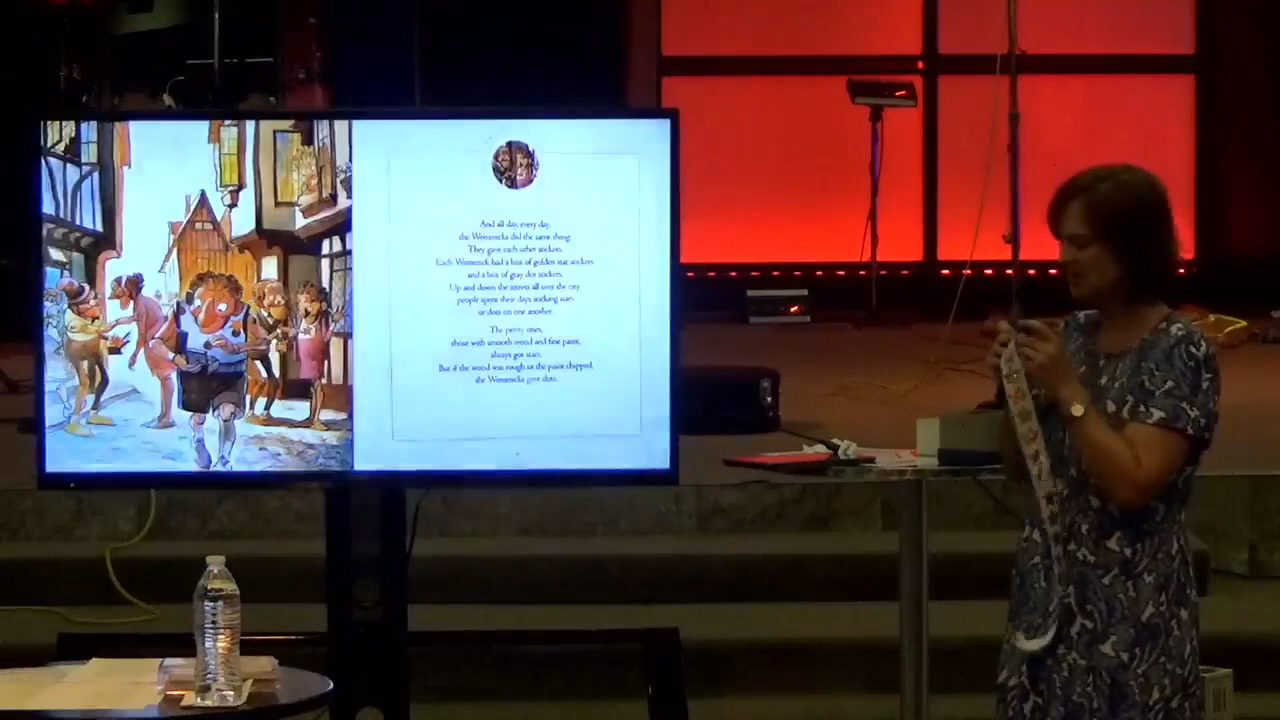 And all day, every day,
the Wemmicks did the same thing:
They gave each other stickers.
Each Wemmick had a box of golden star stickers
and a box of gray dot stickers.
Up and down the streets all over the city
people spent their days sticking stars
or dots on one another.
The pretty ones,
those with smooth wood and fine paint,
always got stars.
But if the wood was rough or the paint chipped,
the Wemmicks gave dots.